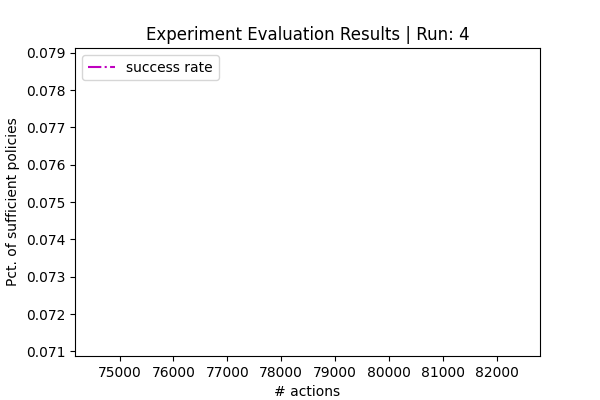 Experiment Evaluation Results | Run: 4
success rate
Pct. of sufficient policies
0.079
0.078
0.077
0.076
0.075
0.074
0.073
0.072
0.071
75000 76000 77000 78000 79000 80000 81000 82000
# actions